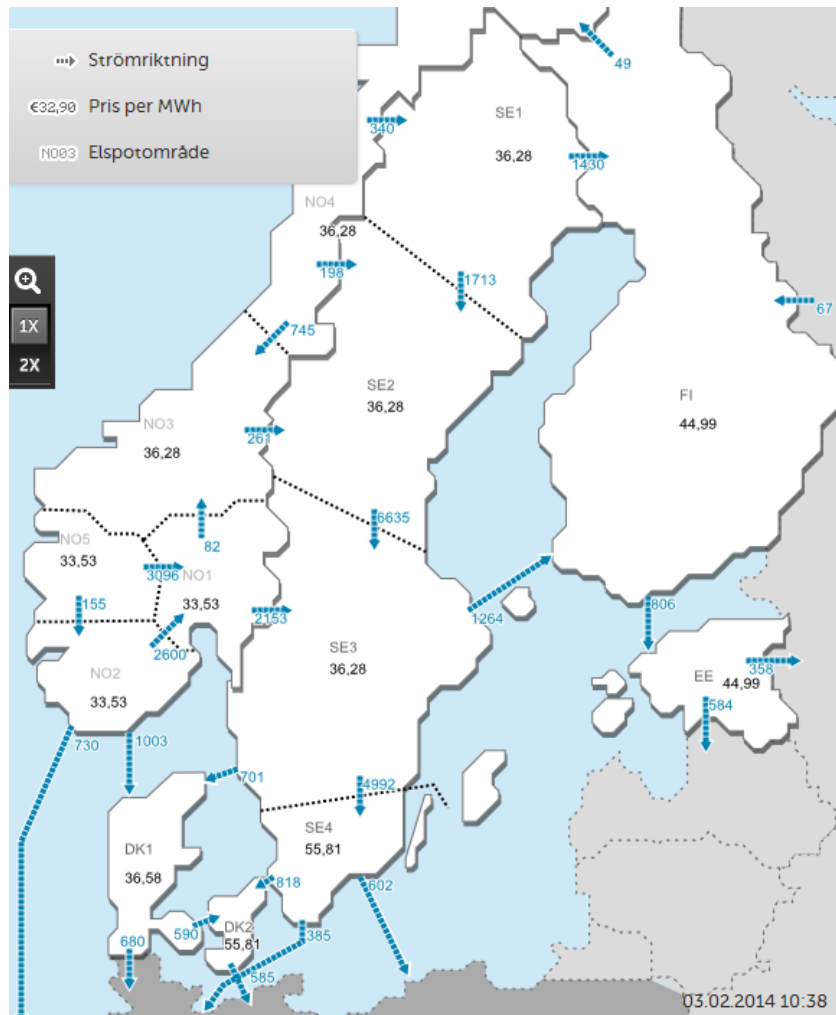 Strömriktning
€32,90 Pris per MWh
NO03 Elspotområde
49
340
SE1
36,28
1430
NO4
36,28
198
1713
1X
2X
745
67
SE2
36,28
FI
44,99
NO3
36,28
261
6635
NO5
33,53
82
3096
NO1
33,53
155
2153
1264
806
2600
SE3
36,28
NO2
33,53
EE 44,99
358
584
730
1003
701
4992
SE4
55,81
DK1
36,58
818
602
590
DK2
55,81
385
680
585
03.02.2014 10:38